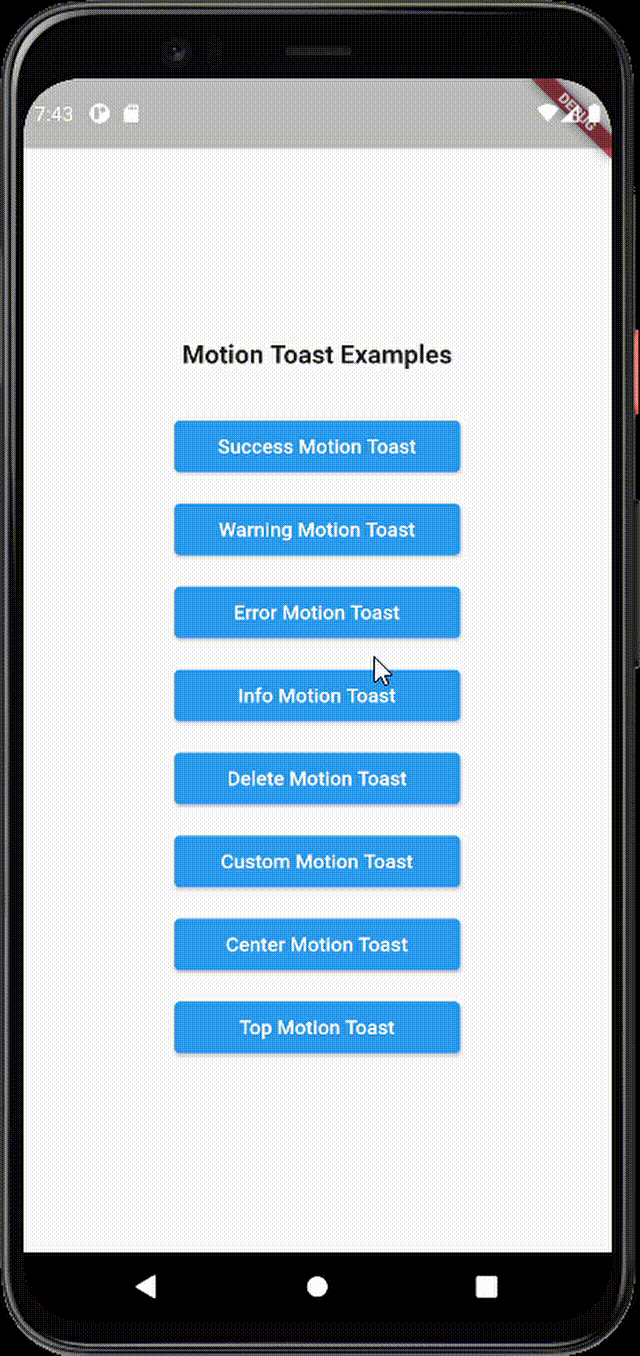 7:43
DEBUG
Motion Toast Examples
Success Motion Toast
Warning Motion Toast
Error Motion Toast
Info Motion Toast
Delete Motion Toast
Custom Motion Toast
Center Motion Toast
Top Motion Toast